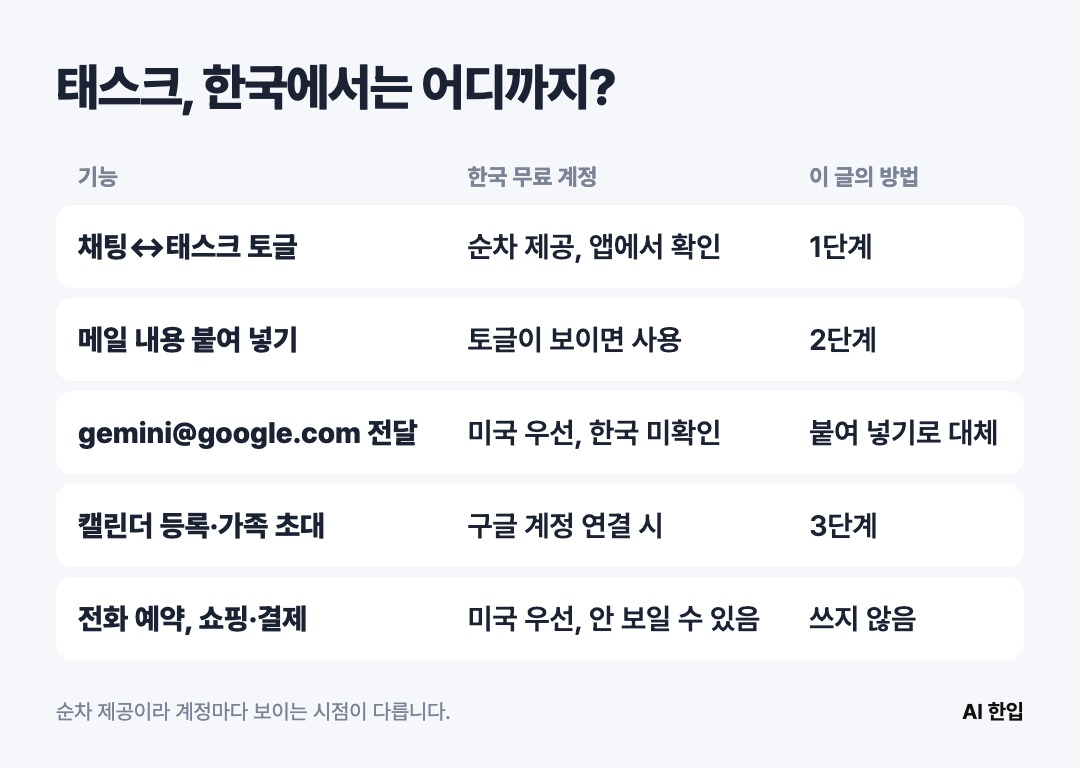 태스크, 한국에서는 어디까지?
기능 한국 무료 계정 이 글의 방법
채팅↔태스크 토글 순차 제공, 앱에서 확인 1단계
메일 내용 붙여 넣기 토글이 보이면 사용 2단계
gemini@google.com 전달 미국 우선, 한국 미확인 붙여 넣기로 대체
캘린더 등록·가족 초대 구글 계정 연결 시 3단계
전화 예약, 쇼핑·결제 미국 우선, 안 보일 수 있음 쓰지 않음
순차 제공이라 계정마다 보이는 시점이 다릅니다. AI 한입